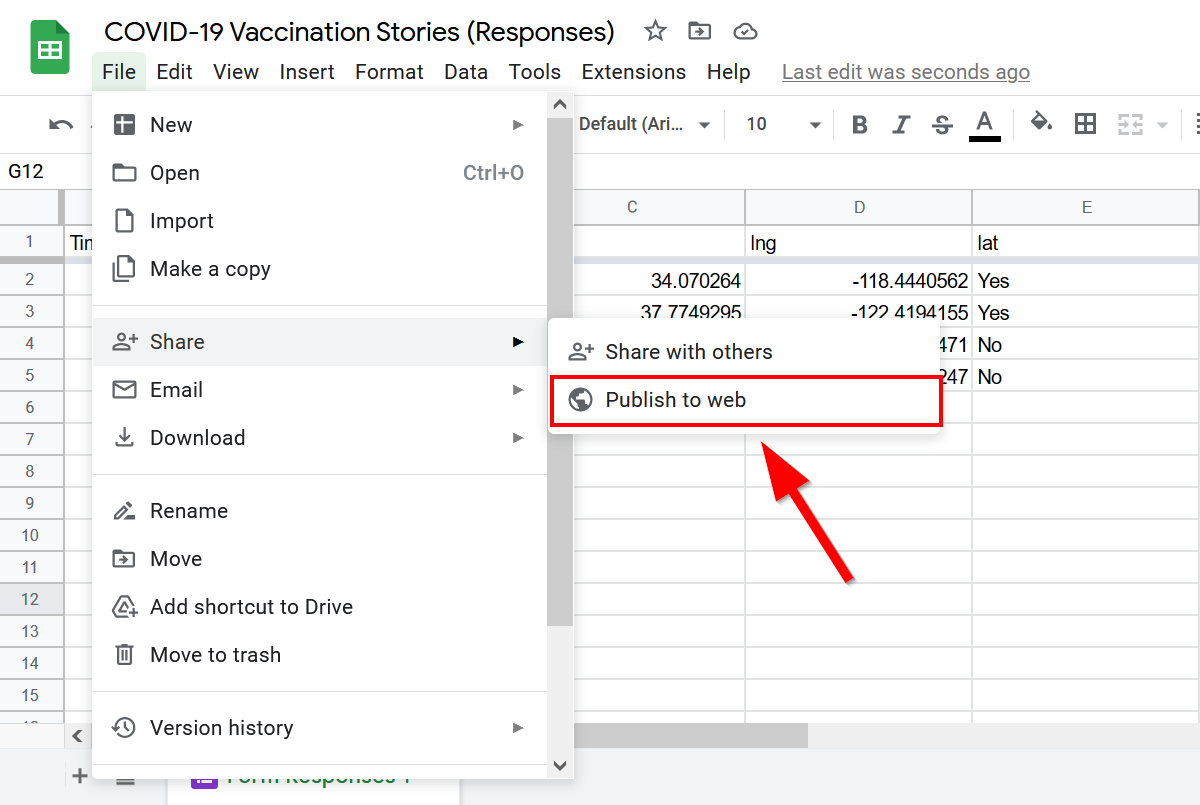 COVID-19 Vaccination Stories (Responses)
File Edit View Insert Format Data Tools Extensions Help Last edit was seconds ago
Default (Ari... 10 B I S A
G12
C D E
1 Tin lng lat
2 34.070264 -118.4440562 Yes
3 37.7749295 -122.4194155 Yes
4 471 No
5 247 No
6
7
8
9
10
11
12
13
14
15
New
Open Ctrl+O
Import
Make a copy
Share
Email
Download
Rename
Move
Add shortcut to Drive
Move to trash
Version history
Share with others
Publish to web
Form Responses 1